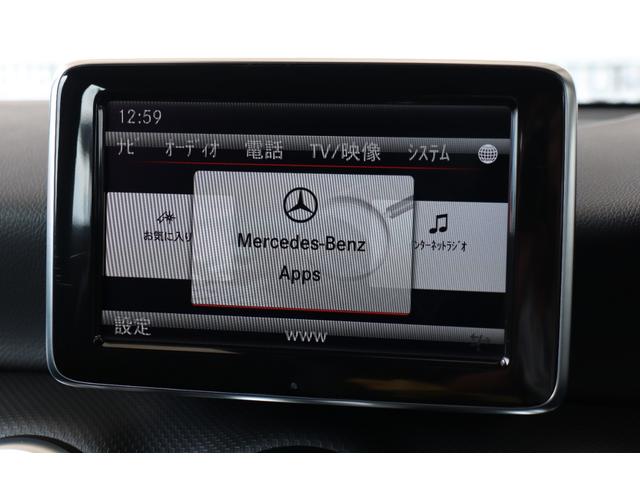 12:59
ナビ オーディオ 電話 TV/映像 システム
お気に入り
Mercedes-Benz
Apps
ンターネットラジオ
設定
www